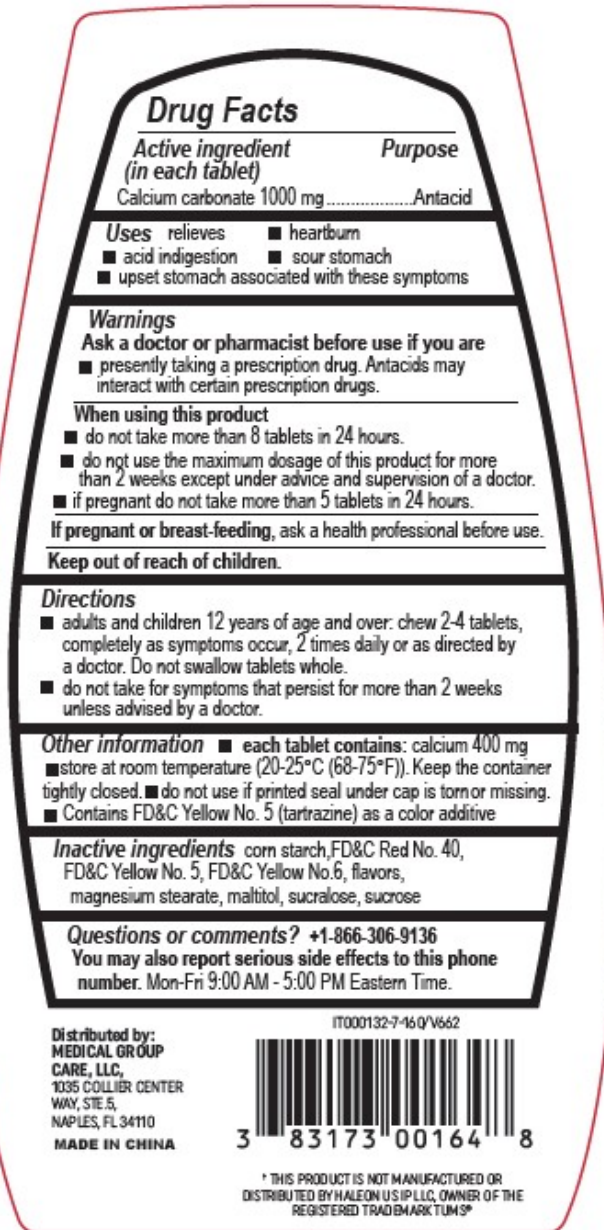 Drug Facts
Active ingredient Purpose
(in each tablet)
Calcium carbonate 1000 mg...................Antacid
Uses relieves ■ heartburn
■ acid indigestion ■ sour stomach
■ upset stomach associated with these symptoms
Warnings
Ask a doctor or pharmacist before use if you are
■ presently taking a prescription drug. Antacids may
interact with certain prescription drugs.
When using this product
■ do not take more than 8 tablets in 24 hours.
■ do not use the maximum dosage of this product for more
than 2 weeks except under advice and supervision of a doctor.
■ if pregnant do not take more than 5 tablets in 24 hours.
If pregnant or breast-feeding, ask a health professional before use.
Keep out of reach of children.
Directions
■ adults and children 12 years of age and over: chew 2-4 tablets,
completely as symptoms occur, 2 times daily or as directed by
a doctor. Do not swallow tablets whole.
■ do not take for symptoms that persist for more than 2 weeks
unless advised by a doctor.
Other information ■ each tablet contains: calcium 400 mg
■store at room temperature (20-25°C (68-75°F)). Keep the container
tightly closed. ■ do not use if printed seal under cap is torn or missing.
■ Contains FD&C Yellow No. 5 (tartrazine) as a color additive
Inactive ingredients corn starch,FD&C Red No. 40,
FD&C Yellow No. 5, FD&C Yellow No.6, flavors,
magnesium stearate, maltitol, sucralose, sucrose
Questions or comments? +1-866-306-9136
You may also report serious side effects to this phone
number. Mon-Fri 9:00 AM - 5:00 PM Eastern Time.
IT000132-7-16Q/V662
Distributed by:
MEDICAL GROUP
CARE, LLC,
1035 COLLIER CENTER
WAY, STE.5,
NAPLES, FL 34110
MADE IN CHINA
3 83173 00164 8
† THIS PRODUCT IS NOT MANUFACTURED OR
DISTRIBUTED BY HALEON US IP LLC, OWNER OF THE
REGISTERED TRADEMARK TUMS®